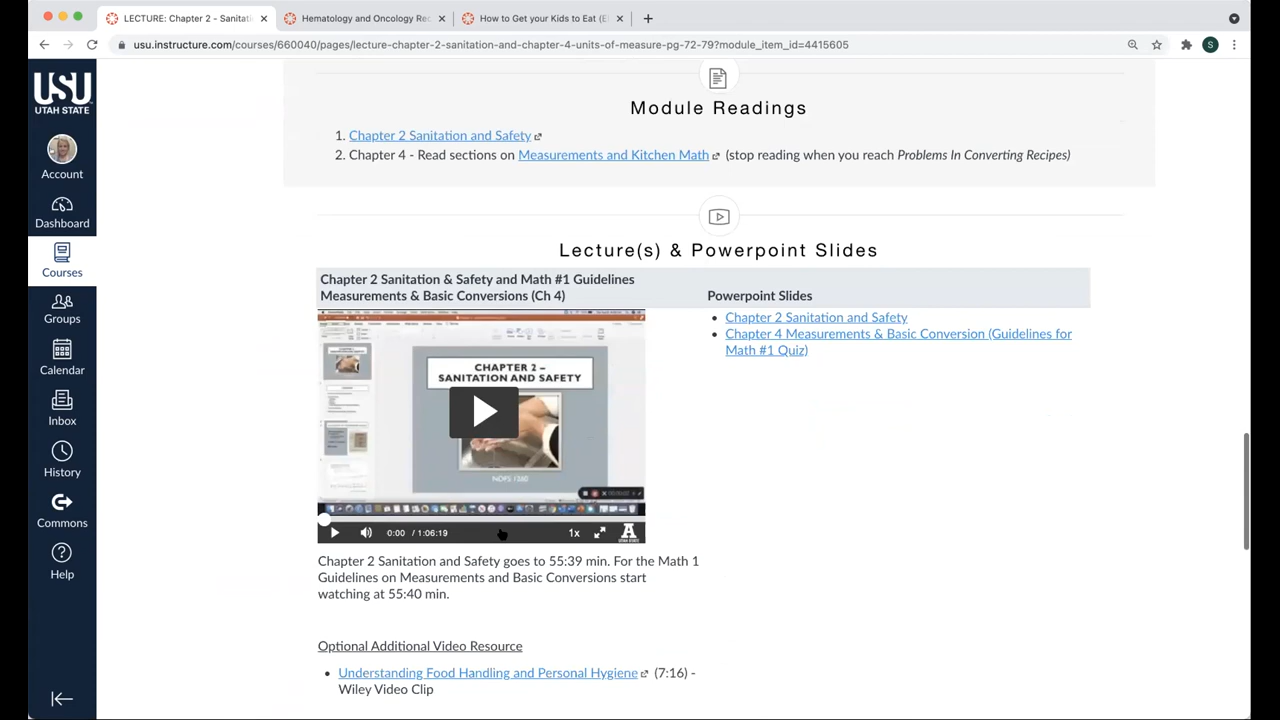 LECTURE: Chapter 2 - Sanitati
Hematology and Oncology Rec
How to Get your Kids to Eat (E
usu.instructure.com/courses/660040/pages/lecture-chapter-2-sanitation-and-chapter-4-units-of-measure-pg-72-79?module_item_id=4415605
S
USU
UTAH STATE
Account
Dashboard
Courses
Groups
Calendar
Inbox
History
Commons
Help
Module Readings
1. Chapter 2 Sanitation and Safety
2. Chapter 4 - Read sections on Measurements and Kitchen Math (stop reading when you reach Problems In Converting Recipes)
Lecture(s) & Powerpoint Slides
Chapter 2 Sanitation & Safety and Math #1 Guidelines
Measurements & Basic Conversions (Ch 4)
Powerpoint Slides
• Chapter 2 Sanitation and Safety
• Chapter 4 Measurements & Basic Conversion (Guidelines for
Math #1 Quiz)
CHAPTER 2 –
SANITATION AND SAFETY
0:00 / 1:06:19
1x
A
UTAH STATE
Chapter 2 Sanitation and Safety goes to 55:39 min. For the Math 1
Guidelines on Measurements and Basic Conversions start
watching at 55:40 min.
Optional Additional Video Resource
• Understanding Food Handling and Personal Hygiene (7:16) -
Wiley Video Clip